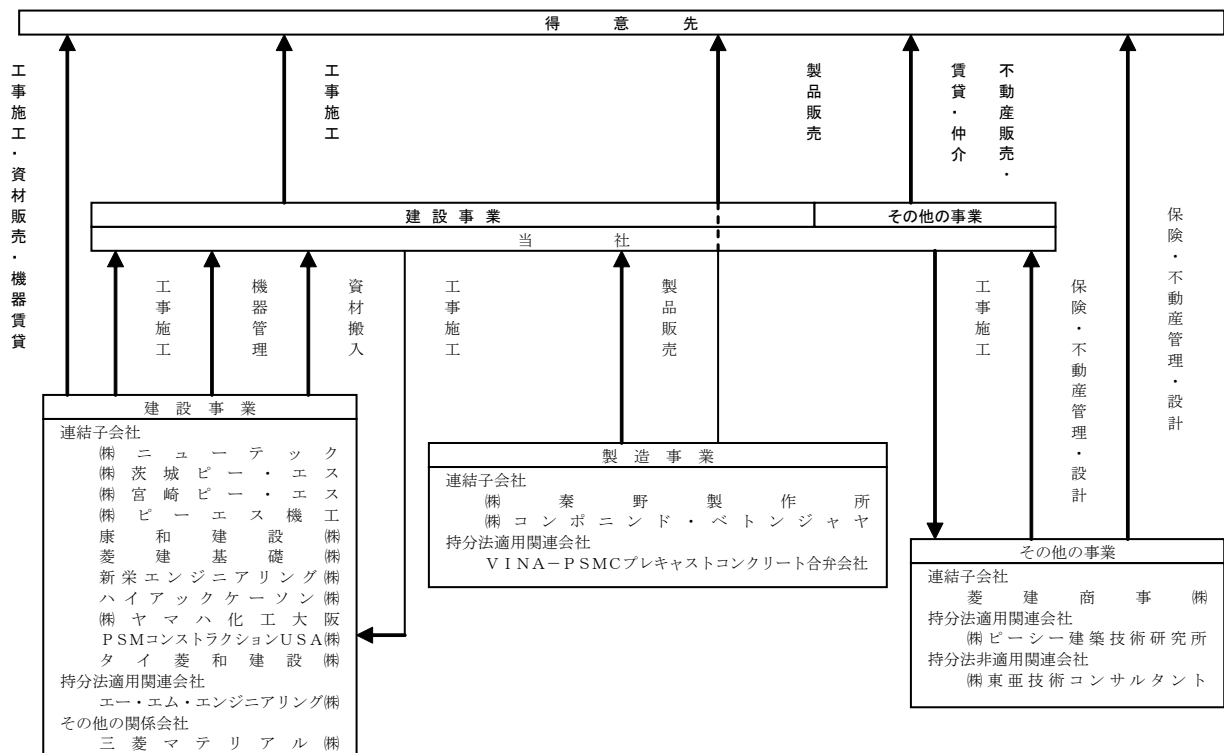 得意先
工事施工・資材販売・機器賃貸
工事施工
製品販売
不動産販売・
賃貸・仲介
保険・不動産管理・設計
建設事業
その他の事業
当社
工事施工
機器管理
資材搬入
工事施工
製品販売
工事施工
保険・不動産管理・設計
建設事業
連結子会社
㈱ニューテック
㈱茨城ピー・エス
㈱宮崎ピー・エス
㈱ピーエス機工
康和建設㈱
菱建基礎㈱
新栄エンジニアリング㈱
ハイアックケーソン㈱
㈱ヤマハ化工大阪
PSMコンストラクションUSA㈱
タイ菱和建設㈱
持分法適用関連会社
エー・エム・エンジニアリング㈱
その他の関係会社
三菱マテリアル㈱
製造事業
連結子会社
㈱秦野製作所
㈱コンポニンド・ベトンジャヤ
持分法適用関連会社
VINA－PSMCプレキャストコンクリート合弁会社
その他の事業
連結子会社
菱建商事㈱
持分法適用関連会社
㈱ピーシー建築技術研究所
持分法非適用関連会社
㈱東亜技術コンサルタント